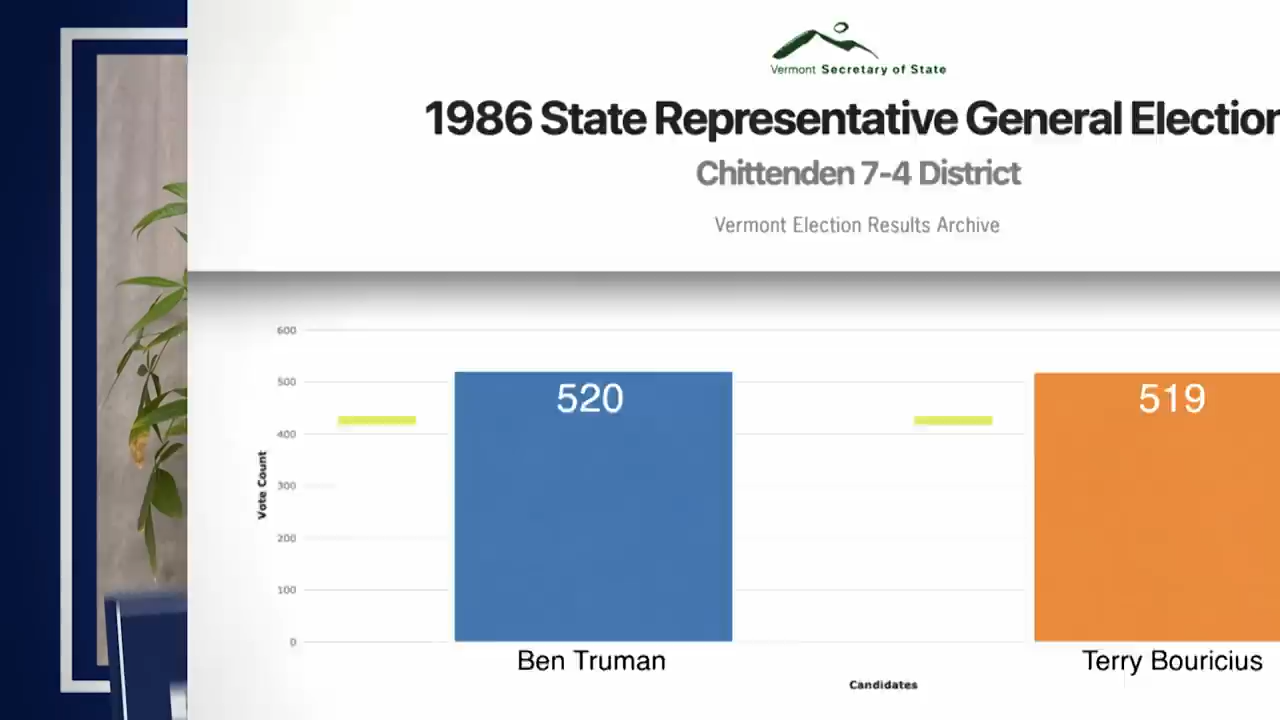 Vermont Secretary of State
1986 State Representative General Election
Chittenden 7-4 District
Vermont Election Results Archive
600
500
400
300
200
100
0
Vote Count
520
519
Ben Truman
Terry Bouricius
Candidates